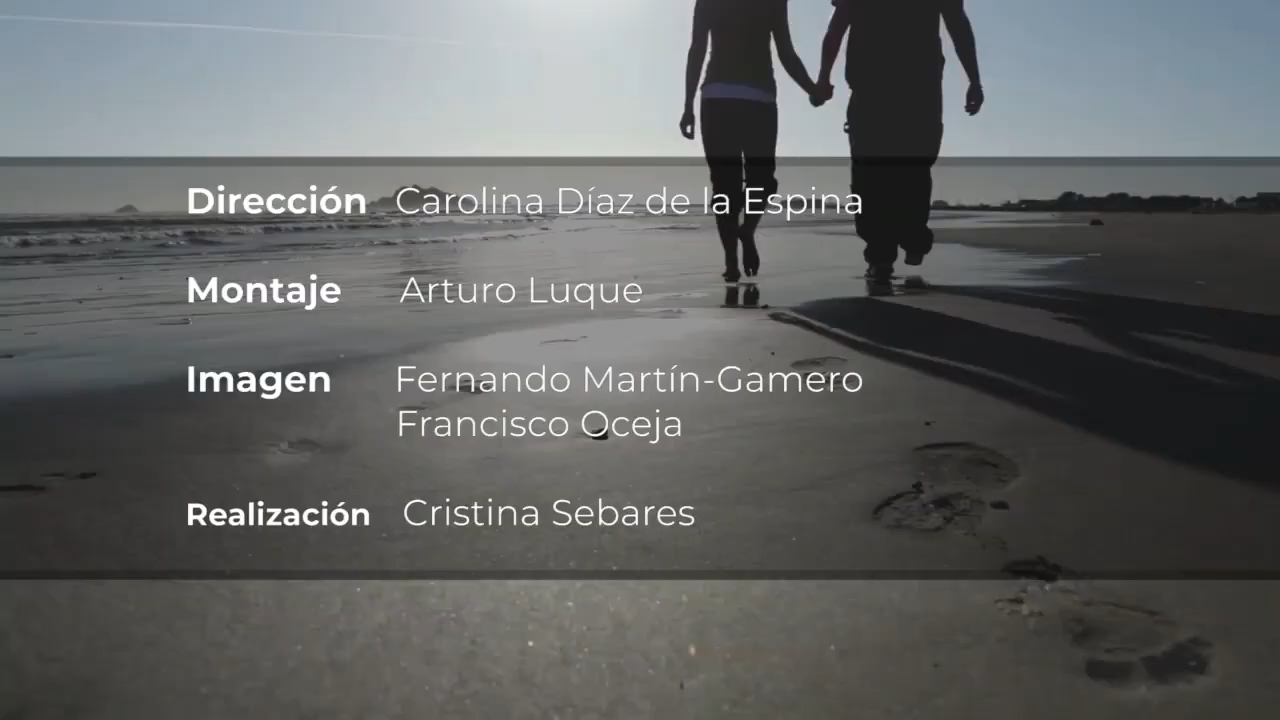 Dirección Carolina Díaz de la Espina
Montaje Arturo Luque
Imagen Fernando Martín-Gamero
Francisco Oceja
Realización Cristina Sebares